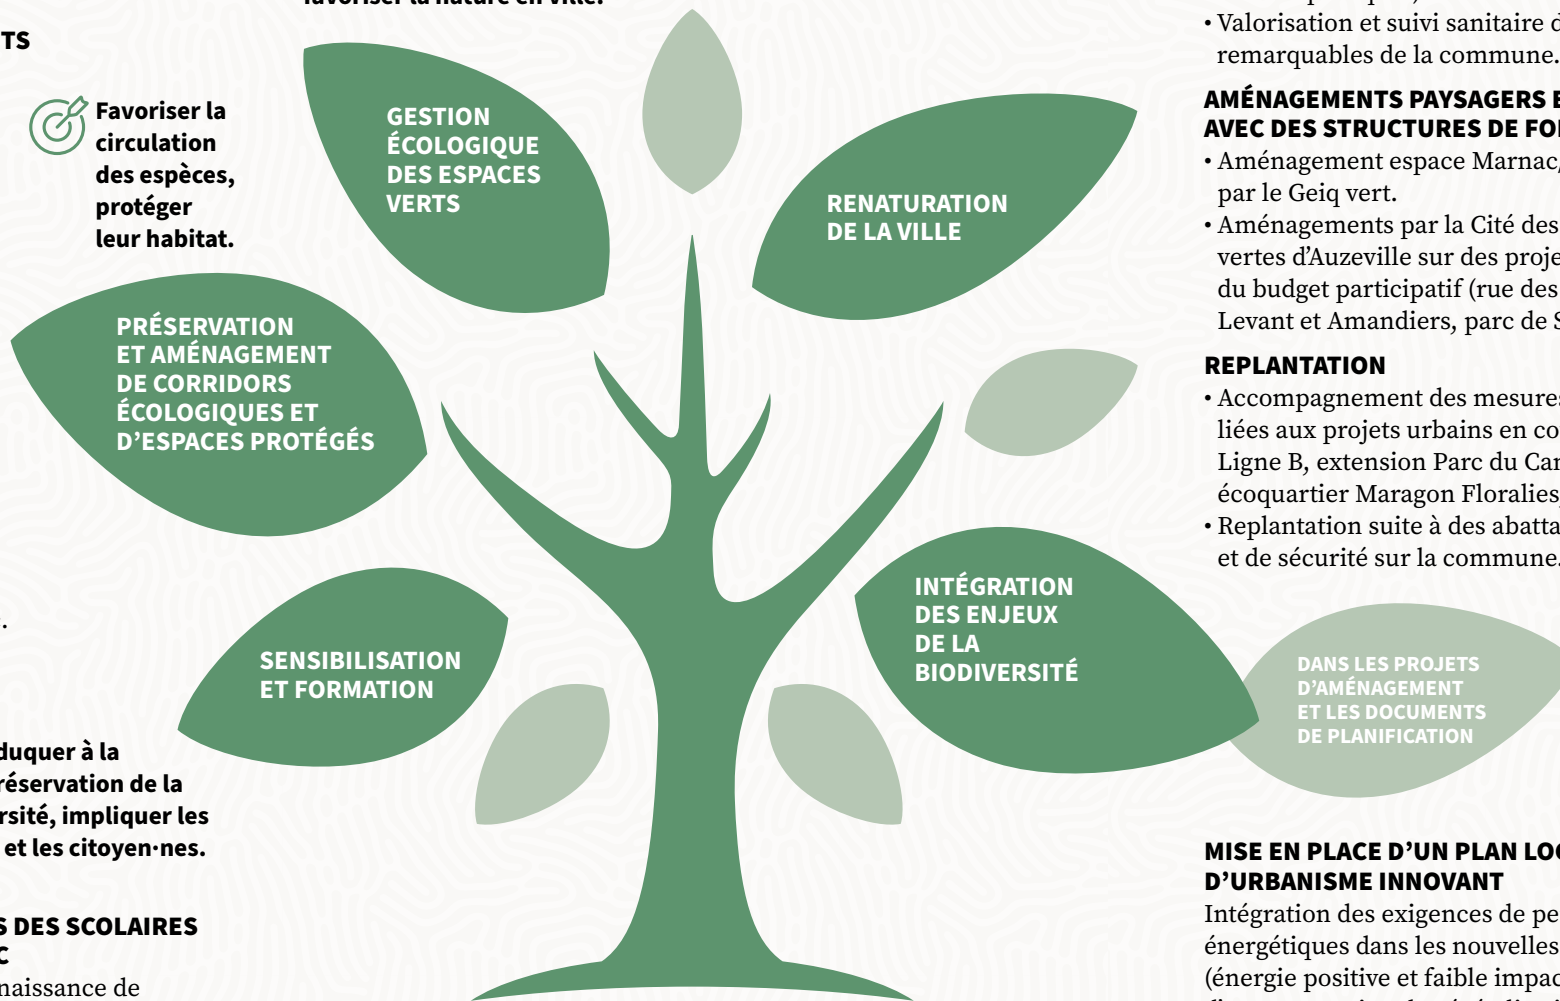 favoriser la nature en ville.
TS
Favoriser la
circulation
des espèces,
protéger
leur habitat.
GESTION
ÉCOLOGIQUE
DES ESPACES
VERTS
RENATURATION
DE LA VILLE
PRÉSERVATION
ET AMÉNAGEMENT
DE CORRIDORS
ÉCOLOGIQUES ET
D’ESPACES PROTÉGÉS
SENSIBILISATION
ET FORMATION
INTÉGRATION
DES ENJEUX
DE LA
BIODIVERSITÉ
DANS LES PROJETS
D’AMÉNAGEMENT
ET LES DOCUMENTS
DE PLANIFICATION
duquer à la
réservation de la
rsité, impliquer les
et les citoyen·nes.
S DES SCOLAIRES
C
naissance de
• Valorisation et suivi sanitaire d
remarquables de la commune.
AMÉNAGEMENTS PAYSAGERS E
AVEC DES STRUCTURES DE FO
• Aménagement espace Marnac,
par le Geiq vert.
• Aménagements par la Cité des
vertes d’Auzeville sur des proje
du budget participatif (rue des
Levant et Amandiers, parc de S
REPLANTATION
• Accompagnement des mesures
liées aux projets urbains en co
Ligne B, extension Parc du Can
écoquartier Maragon Floralies,
• Replantation suite à des abatta
et de sécurité sur la commune.
MISE EN PLACE D’UN PLAN LOC
D’URBANISME INNOVANT
Intégration des exigences de pe
énergétiques dans les nouvelles
(énergie positive et faible impac